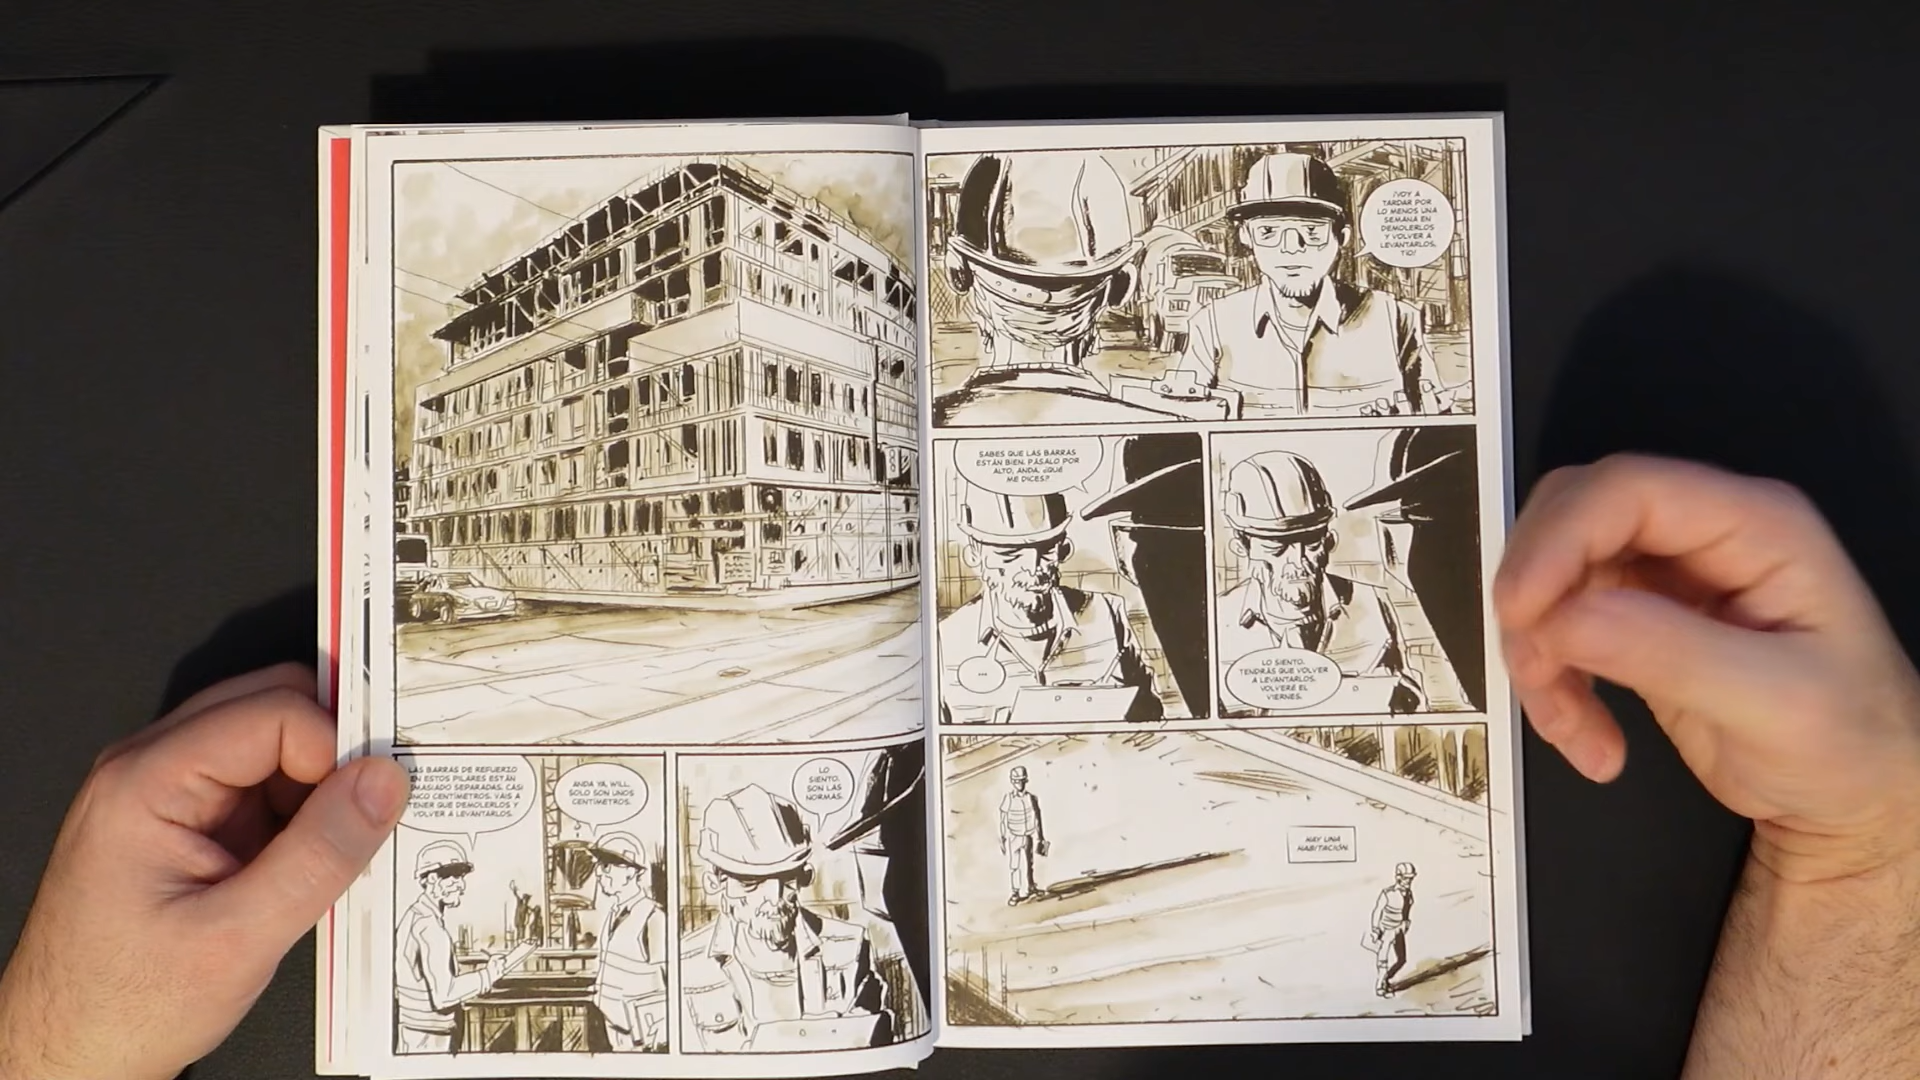 LAS BARRAS DE REFUERZO
EN ESTOS PILARES ESTÁN
DEMASIADO SEPARADAS. CASI
CINCO CENTÍMETROS. VAIS A
TENER QUE DEMOLERLOS Y
VOLVER A LEVANTARLOS.
ANDA YA, WILL.
SOLO SON UNOS
CENTÍMETROS.
LO
SIENTO.
SON LAS
NORMAS.
¡VOY A
TARDAR POR
LO MENOS UNA
SEMANA EN
DEMOLERLOS
Y VOLVER A
LEVANTARLOS,
TÍO!
SABES QUE LAS BARRAS
ESTÁN BIEN. PÁSALO POR
ALTO, ANDA. ¿QUÉ
ME DICES?
...
LO SIENTO.
TENDRÁS QUE VOLVER
A LEVANTARLOS.
VOLVERÉ EL
VIERNES.
HAY UNA
HABITACIÓN.